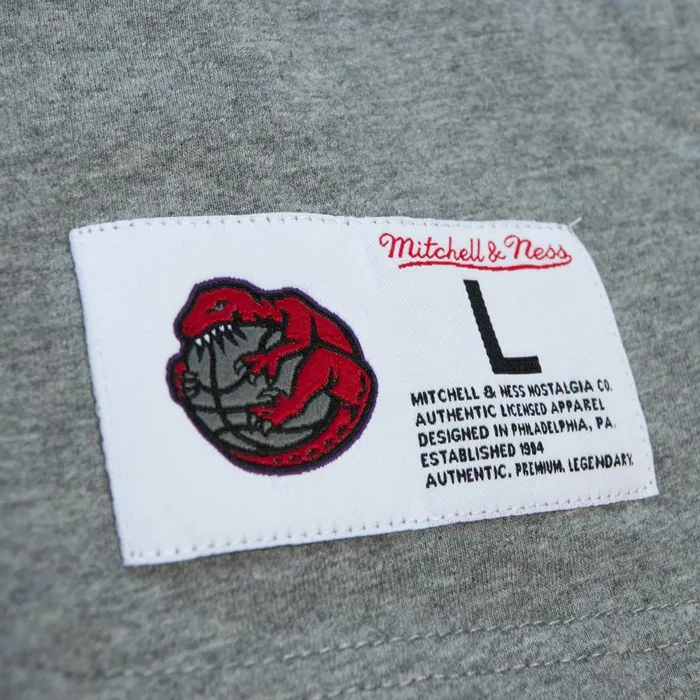 Mitchell & Ness
L
MITCHELL & NESS NOSTALGIA CO.
AUTHENTIC LICENSED APPAREL
DESIGNED IN PHILADELPHIA, PA.
ESTABLISHED 1904
AUTHENTIC. PREMIUM. LEGENDARY.